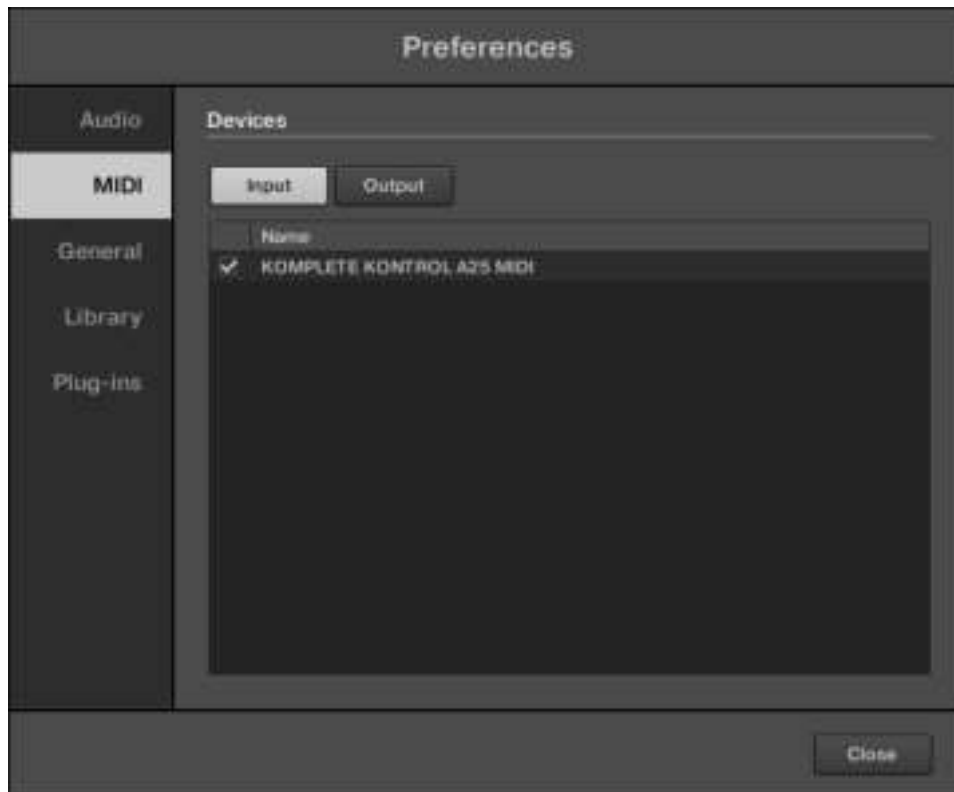 Preferences
Audio
MIDI
General
Library
Plug-ins
Devices
Input Output
Name
KOMPLETE KONTROL A25 MIDI
Close